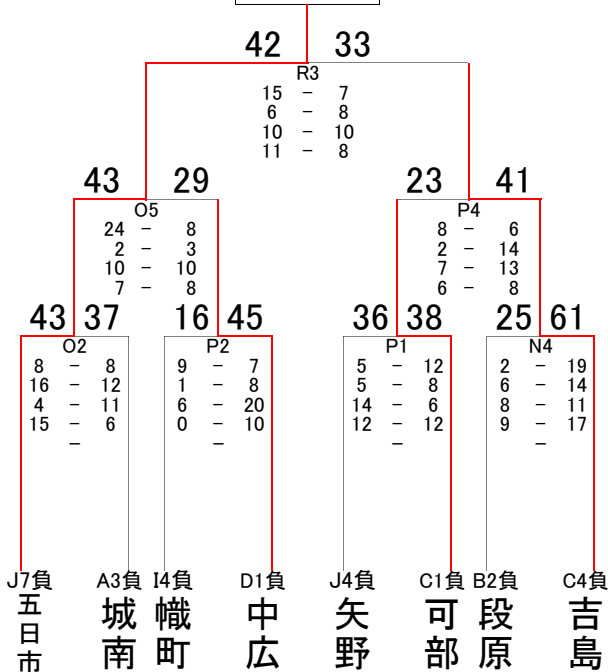 42 33
R3
15 - 7
6 - 8
10 - 10
11 - 8
43 29 23 41
O5 P4
24 - 8 8 - 6
2 - 3 2 - 14
10 - 10 7 - 13
7 - 8 6 - 8
43 37 16 45 36 38 25 61
O2 P2 P1 N4
8 - 8 9 - 7 5 - 12 2 - 19
16 - 12 1 - 8 5 - 8 6 - 14
4 - 11 6 - 20 14 - 6 8 - 11
15 - 6 0 - 10 12 - 12 9 - 17
- - - -
J7負 A3負 I4負 D1負 J4負 C1負 B2負 C4負
五日市 城南 幟町 中広 矢野 可部 段原 吉島